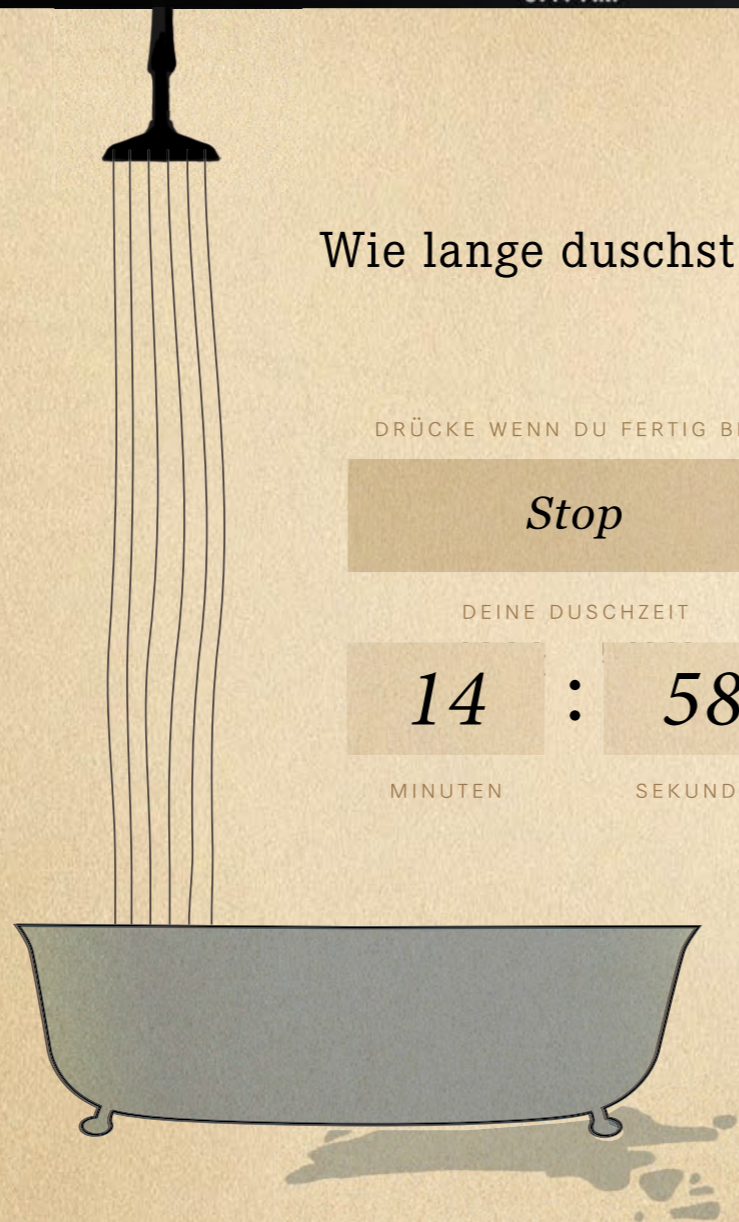 Wie lange duschst
DRÜCKE WENN DU FERTIG
Stop
DEINE DUSCHZEIT
14 : 58
MINUTEN
SEKUND